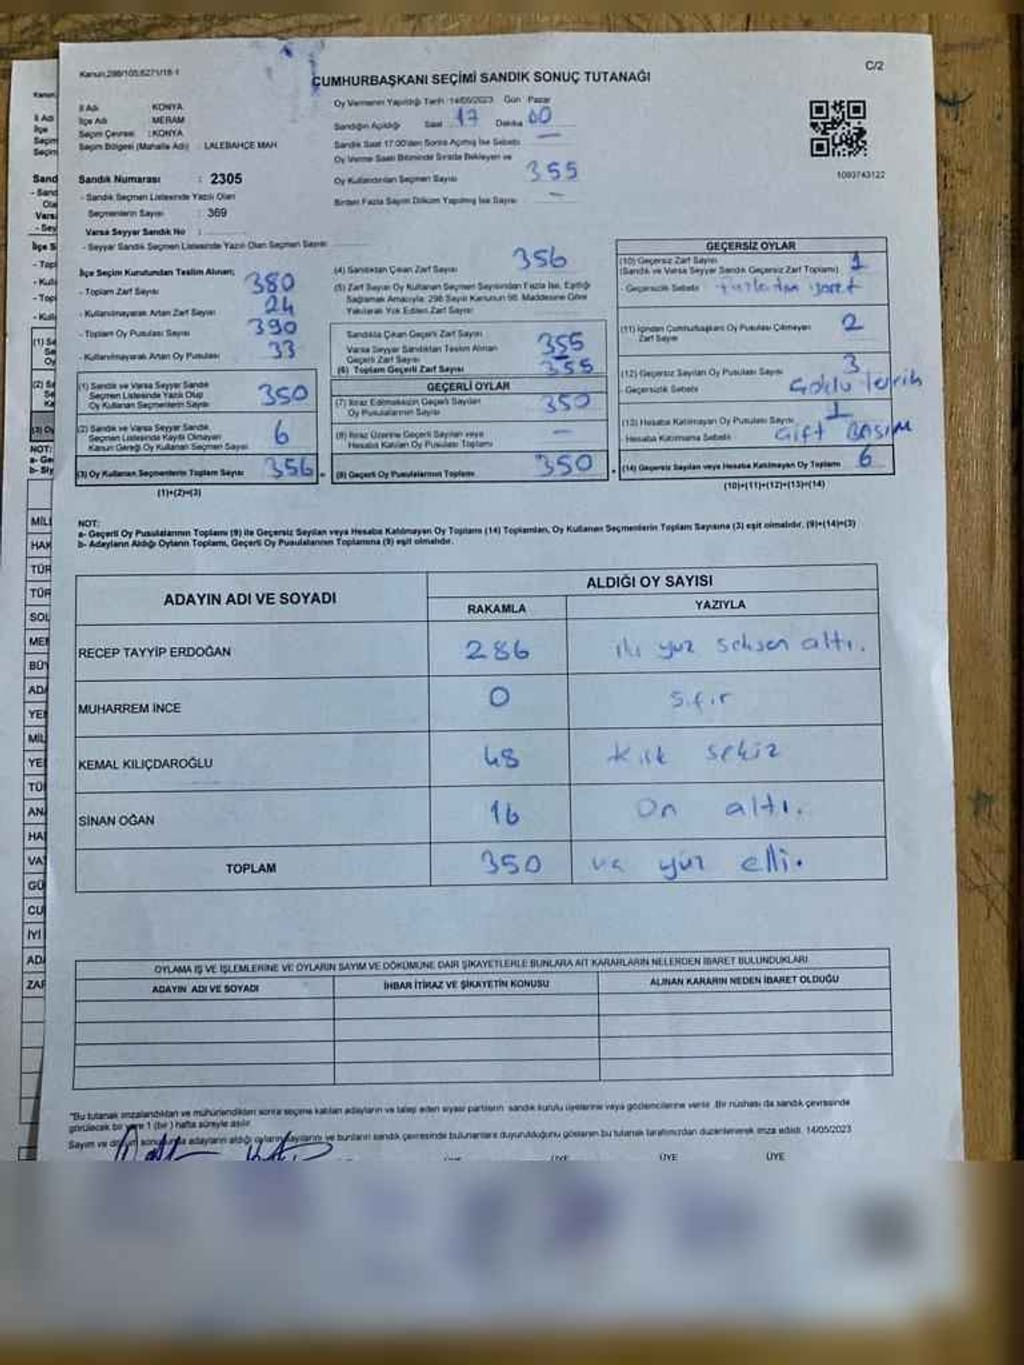 Kanun:298/105;6271/18-1
C/2
CUMHURBAŞKANI SEÇİMİ SANDIK SONUÇ TUTANAĞI
İl Adı KONYA
İlçe Adı MERAM
Seçim Çevresi : KONYA
Seçim Bölgesi (Mahalle Adı) : LALEBAHÇE MAH
Sandık Numarası : 2305
- Sandık Seçmen Listesinde Yazılı Olan
Seçmenlerin Sayısı : 369
Varsa Seyyar Sandık No :
- Seyyar Sandık Seçmen Listesinde Yazılı Olan Seçmen Sayısı
Oy Vermenin Yapıldığı Tarih :14/05/2023 Gün Pazar
Sandığın Açıldığı Saat 17 Dakika 00
Sandık Saat 17:00'den Sonra Açılmış İse Sebebi —
Oy Verme Saati Bitiminde Sırada Bekleyen ve
Oy Kullandırılan Seçmen Sayısı 355
Birden Fazla Sayım Döküm Yapılmış İse Sayısı —
1093743122
İlçe Seçim Kurulundan Teslim Alınan;
- Toplam Zarf Sayısı 380
- Kullanılmayarak Artan Zarf Sayısı 24
- Toplam Oy Pusulası Sayısı 390
- Kullanılmayarak Artan Oy Pusulası 33
(1) Sandık ve Varsa Seyyar Sandık
Seçmen Listesinde Yazılı Olup
Oy Kullanan Seçmenlerin Sayısı 350
(2) Sandık ve Varsa Seyyar Sandık
Seçmen Listesinde Kayıtlı Olmayan
Kanun Gereği Oy Kullanan Seçmen Sayısı 6
(3) Oy Kullanan Seçmenlerin Toplam Sayısı 356
(1)+(2)=(3)
(4) Sandıktan Çıkan Zarf Sayısı 356
(5) Zarf Sayısı Oy Kullanan Seçmen Sayısından Fazla İse, Eşitliği
Sağlamak Amacıyla, 298 Sayılı Kanunun 98. Maddesine Göre
Yakılarak Yok Edilen Zarf Sayısı
Sandıkta Çıkan Geçerli Zarf Sayısı 355
Varsa Seyyar Sandıktan Teslim Alınan
Geçerli Zarf Sayısı —
(6) Toplam Geçerli Zarf Sayısı 355
GEÇERLİ OYLAR
(7) İtiraz Edilmeksizin Geçerli Sayılan
Oy Pusulalarının Sayısı 350
(8) İtiraz Üzerine Geçerli Sayılan veya
Hesaba Katılan Oy Pusulası Toplamı —
(9) Geçerli Oy Pusulalarının Toplamı 350
GEÇERSİZ OYLAR
(10) Geçersiz Zarf Sayısı 1
(Sandık ve Varsa Seyyar Sandık Geçersiz Zarf Toplamı)
- Geçersizlik Sebebi işaret
(11) İçinden Cumhurbaşkanı Oy Pusulası Çıkmayan
Zarf Sayısı 2
(12) Geçersiz Sayılan Oy Pusulası Sayısı 3
- Geçersizlik Sebebi
(13) Hesaba Katılmayan Oy Pusulası Sayısı 1
- Hesaba Katılmama Sebebi Çift BASIM
(14) Geçersiz Sayılan veya Hesaba Katılmayan Oy Toplamı 6
(10)+(11)+(12)+(13)=(14)
NOT:
a- Geçerli Oy Pusulalarının Toplamı (9) ile Geçersiz Sayılan veya Hesaba Katılmayan Oy Toplamı (14) Toplamları, Oy Kullanan Seçmenlerin Toplam Sayısına (3) eşit olmalıdır. (9)+(14)=(3)
b- Adayların Aldığı Oyların Toplamı, Geçerli Oy Pusulalarının Toplamına (9) eşit olmalıdır.
ADAYIN ADI VE SOYADI
ALDIĞI OY SAYISI
RAKAMLA YAZIYLA
RECEP TAYYİP ERDOĞAN 286 iki yüz seksen altı.
MUHARREM İNCE 0 sıfır
KEMAL KILIÇDAROĞLU 48 kırk sekiz
SİNAN OĞAN 16 on altı.
TOPLAM 350 yüz elli.
OYLAMA İŞ VE İŞLEMLERİNE VE OYLARIN SAYIM VE DÖKÜMÜNE DAİR ŞİKAYETLERLE BUNLARA AİT KARARLARIN NELERDEN İBARET BULUNDUKLARI
ADAYIN ADI VE SOYADI İHBAR İTİRAZ VE ŞİKAYETİN KONUSU ALINAN KARARIN NEDEN İBARET OLDUĞU
*Bu tutanak imzalandıktan ve mühürlendikten sonra seçime katılan adayların ve talep eden siyasi partilerin sandık kurulu üyelerine veya gözlemcilerine verilir. Bir nüshası da sandık çevresinde
görülecek bir yere 1 (bir) hafta süreyle asılır.
Sayım ve döküm sonunda adayların aldığı oyların sayılarını ve bunların sandık çevresinde bulunanlara duyurulduğunu gösteren bu tutanak tarafımızdan düzenlenerek imza edildi. 14/05/2023
ÜYE ÜYE ÜYE ÜYE